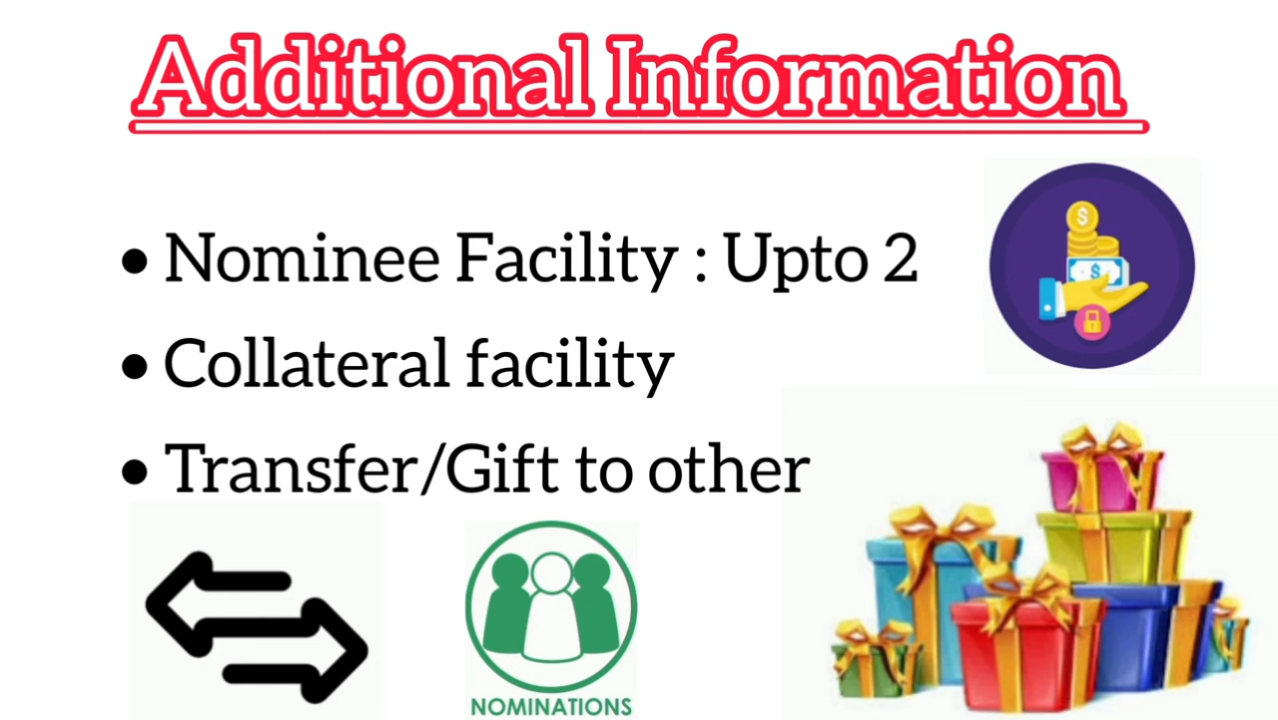 Additional Information
• Nominee Facility : Upto 2
• Collateral facility
• Transfer/Gift to other
NOMINATIONS